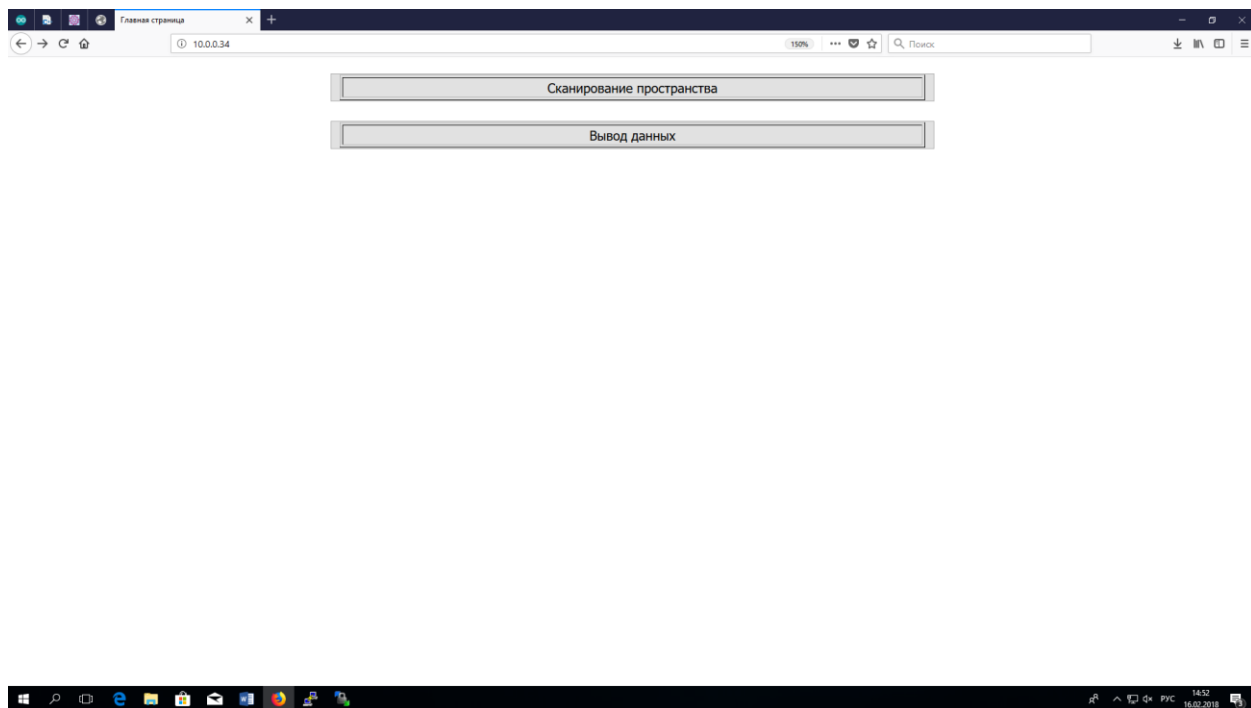 Главная страница
10.0.0.34
150%
Поиск
Сканирование пространства
Вывод данных
РУС
14:52
16.02.2018